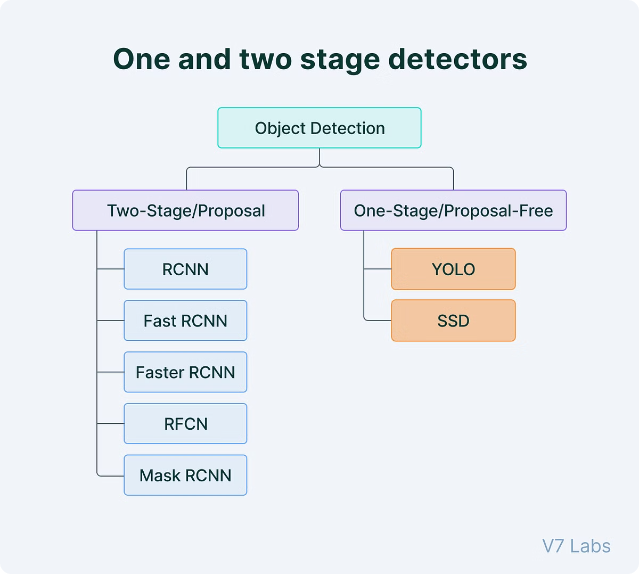 One and two stage detectors
Object Detection
Two-Stage/Proposal
RCNN
Fast RCNN
Faster RCNN
RFCN
Mask RCNN
One-Stage/Proposal-Free
YOLO
SSD
V7 Labs